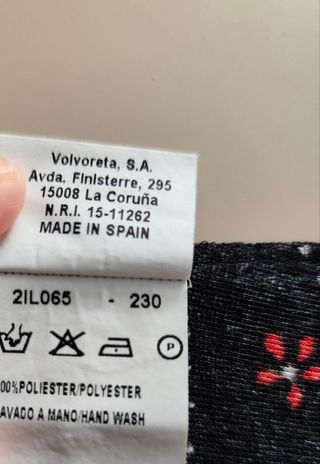 Volvoreta, S.A.
Avda. Finisterre, 295
15008 La Coruña
N.R.I. 15-11262
MADE IN SPAIN
2IL065 - 230
P
00%POLIESTER/POLYESTER
AVADO A MANO/HAND WASH